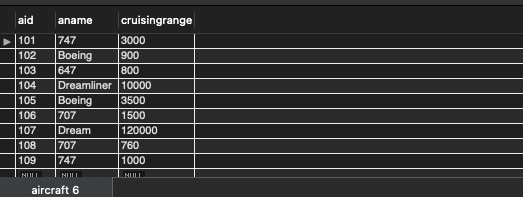 aid aname cruisingrange
101 747 3000
102 Boeing 900
103 647 800
104 Dreamliner 10000
105 Boeing 3500
106 707 1500
107 Dream 120000
108 707 760
109 747 1000
NULL NULL NULL
aircraft 6